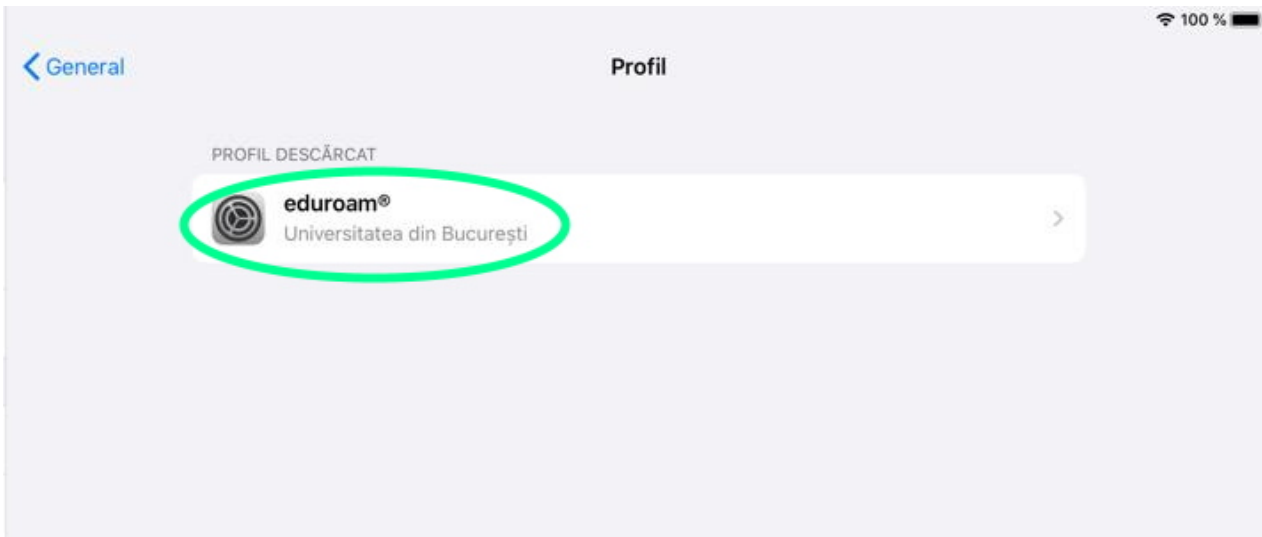 100 %
General
Profil
PROFIL DESCĂRCAT
eduroam®
Universitatea din București